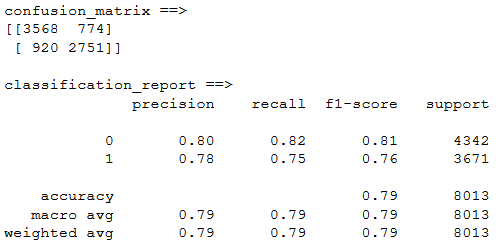 confusion_matrix ==>
[[3568  774]
 [ 920 2751]]
classification_report ==>
              precision    recall  f1-score   support
           0       0.80      0.82      0.81      4342
           1       0.78      0.75      0.76      3671
    accuracy                           0.79      8013
   macro avg       0.79      0.79      0.79      8013
weighted avg       0.79      0.79      0.79      8013